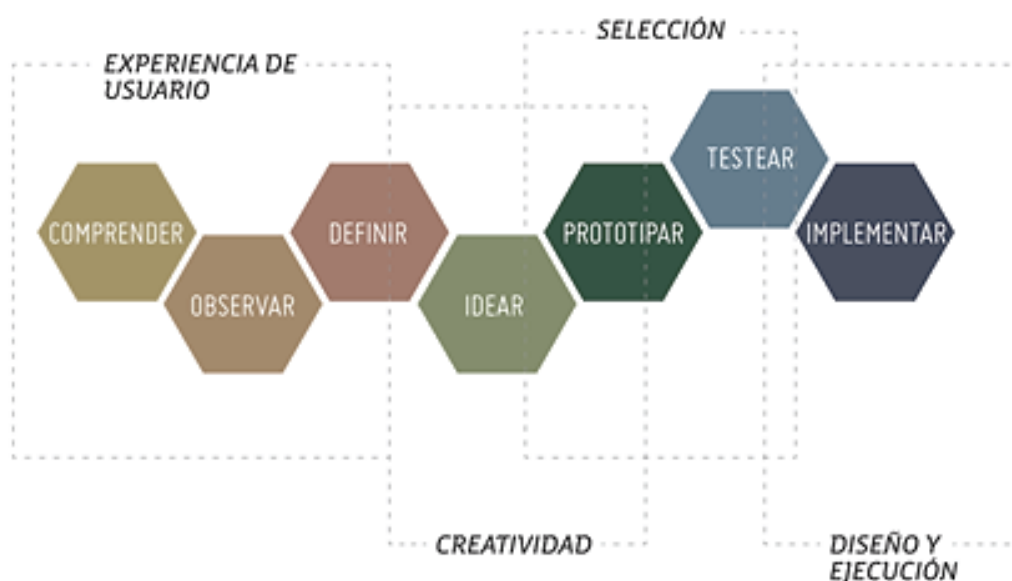 SELECCIÓN
EXPERIENCIA DE
USUARIO
TESTEAR
COMPRENDER
DEFINIR
PROTOTIPAR
IMPLEMENTAR
OBSERVAR
IDEAR
CREATIVIDAD
DISEÑO Y
EJECUCIÓN